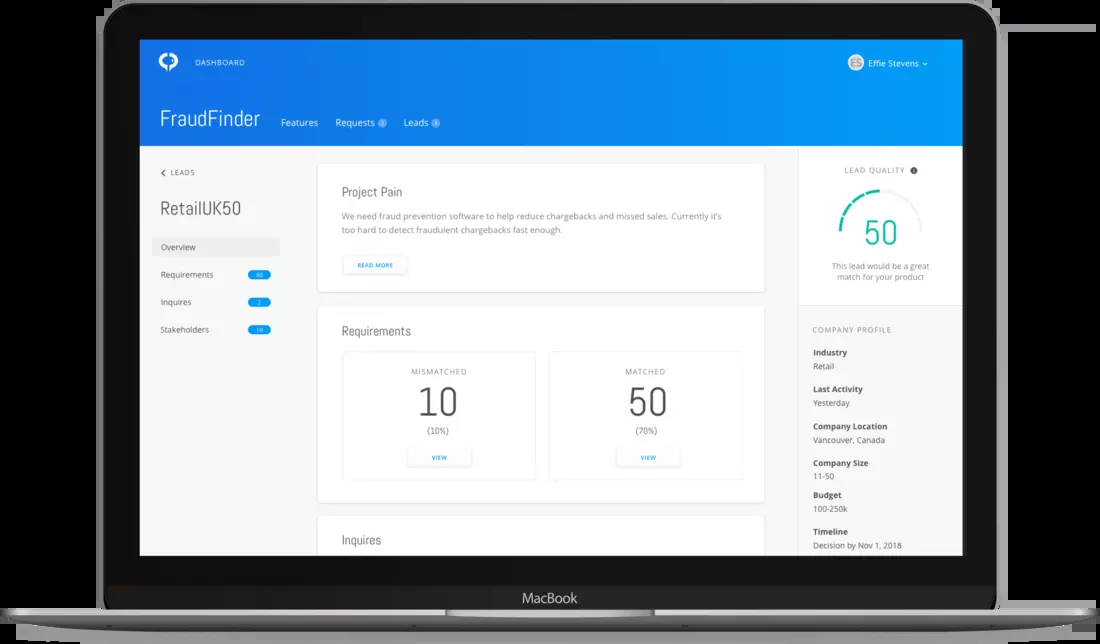 DASHBOARD
ES Effie Stevens
FraudFinder
Features
Requests
Leads
LEADS
RetailUK50
Overview
Requirements 60
Inquires 2
Stakeholders 10
Project Pain
We need fraud prevention software to help reduce chargebacks and missed sales. Currently it's
too hard to detect fraudulent chargebacks fast enough.
READ MORE
Requirements
MISMATCHED
10
(10%)
VIEW
MATCHED
50
(70%)
VIEW
Inquires
LEAD QUALITY
50
This lead would be a great
match for your product
COMPANY PROFILE
Industry
Retail
Last Activity
Yesterday
Company Location
Vancouver, Canada
Company Size
11-50
Budget
100-250k
Timeline
Decision by Nov 1, 2018
MacBook